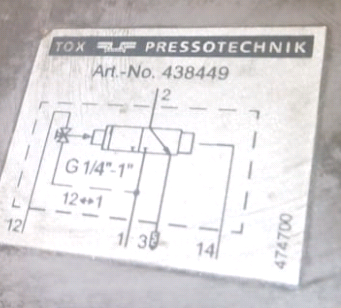 TOX PRESSOTECHNIK
Art.-No. 438449
2
G 1/4"-1"
12↔1
12
1
3
14
474700